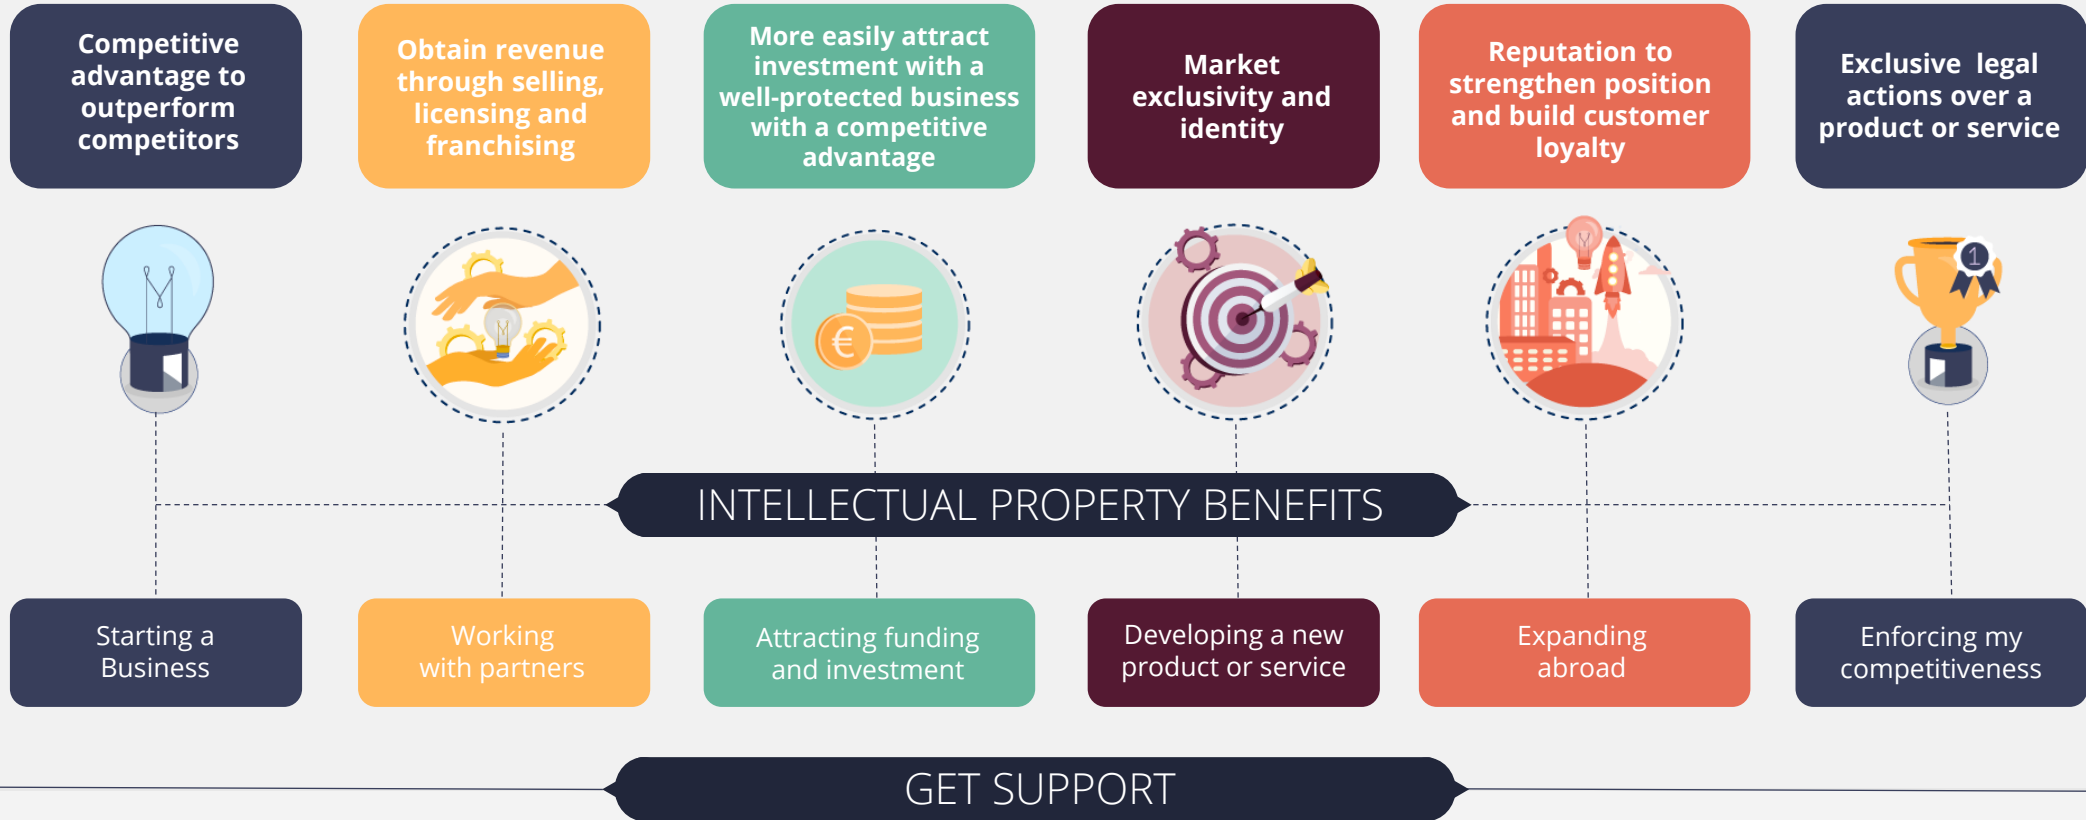 Competitive
advantage to
outperform
competitors
Obtain revenue
through selling,
licensing and
franchising
More easily attract
investment with a
well-protected business
with a competitive
advantage
Market
exclusivity and
identity
Reputation to
strengthen position
and build customer
loyalty
Exclusive legal
actions over a
product or service
€
1
INTELLECTUAL PROPERTY BENEFITS
Starting a
Business
Working
with partners
Attracting funding
and investment
Developing a new
product or service
Expanding
abroad
Enforcing my
competitiveness
GET SUPPORT